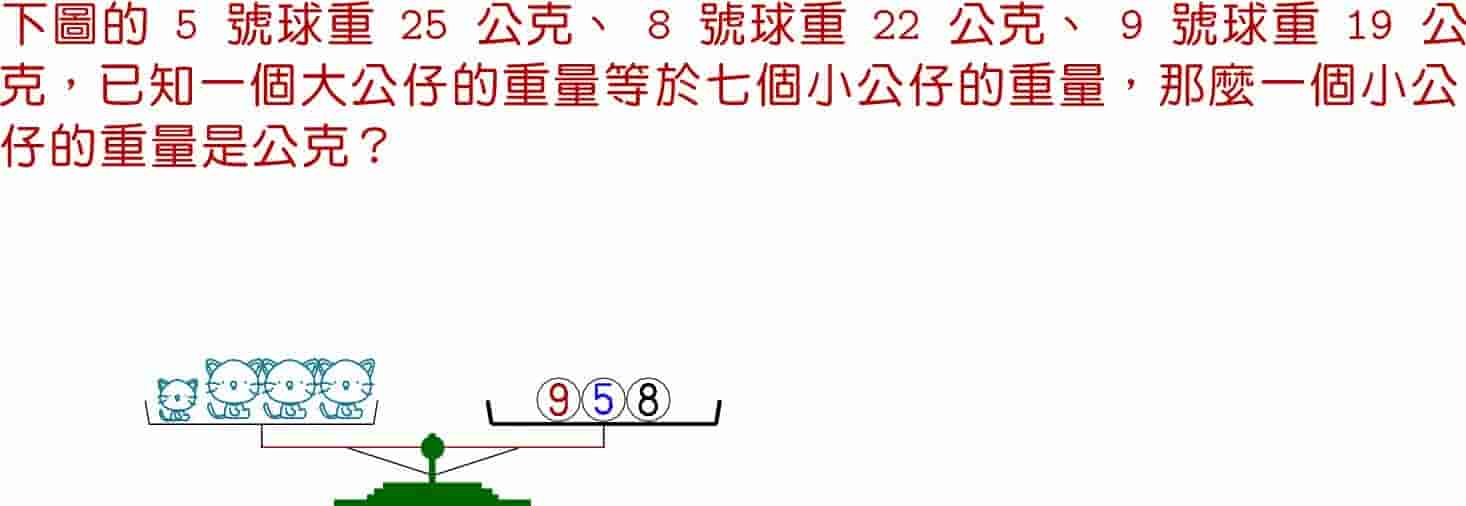 下圖的 5 號球重 25 公克、 8 號球重 22 公克、 9 號球重 19 公
克，已知一個大公仔的重量等於七個小公仔的重量，那麼一個小公
仔的重量是公克？
9 5 8